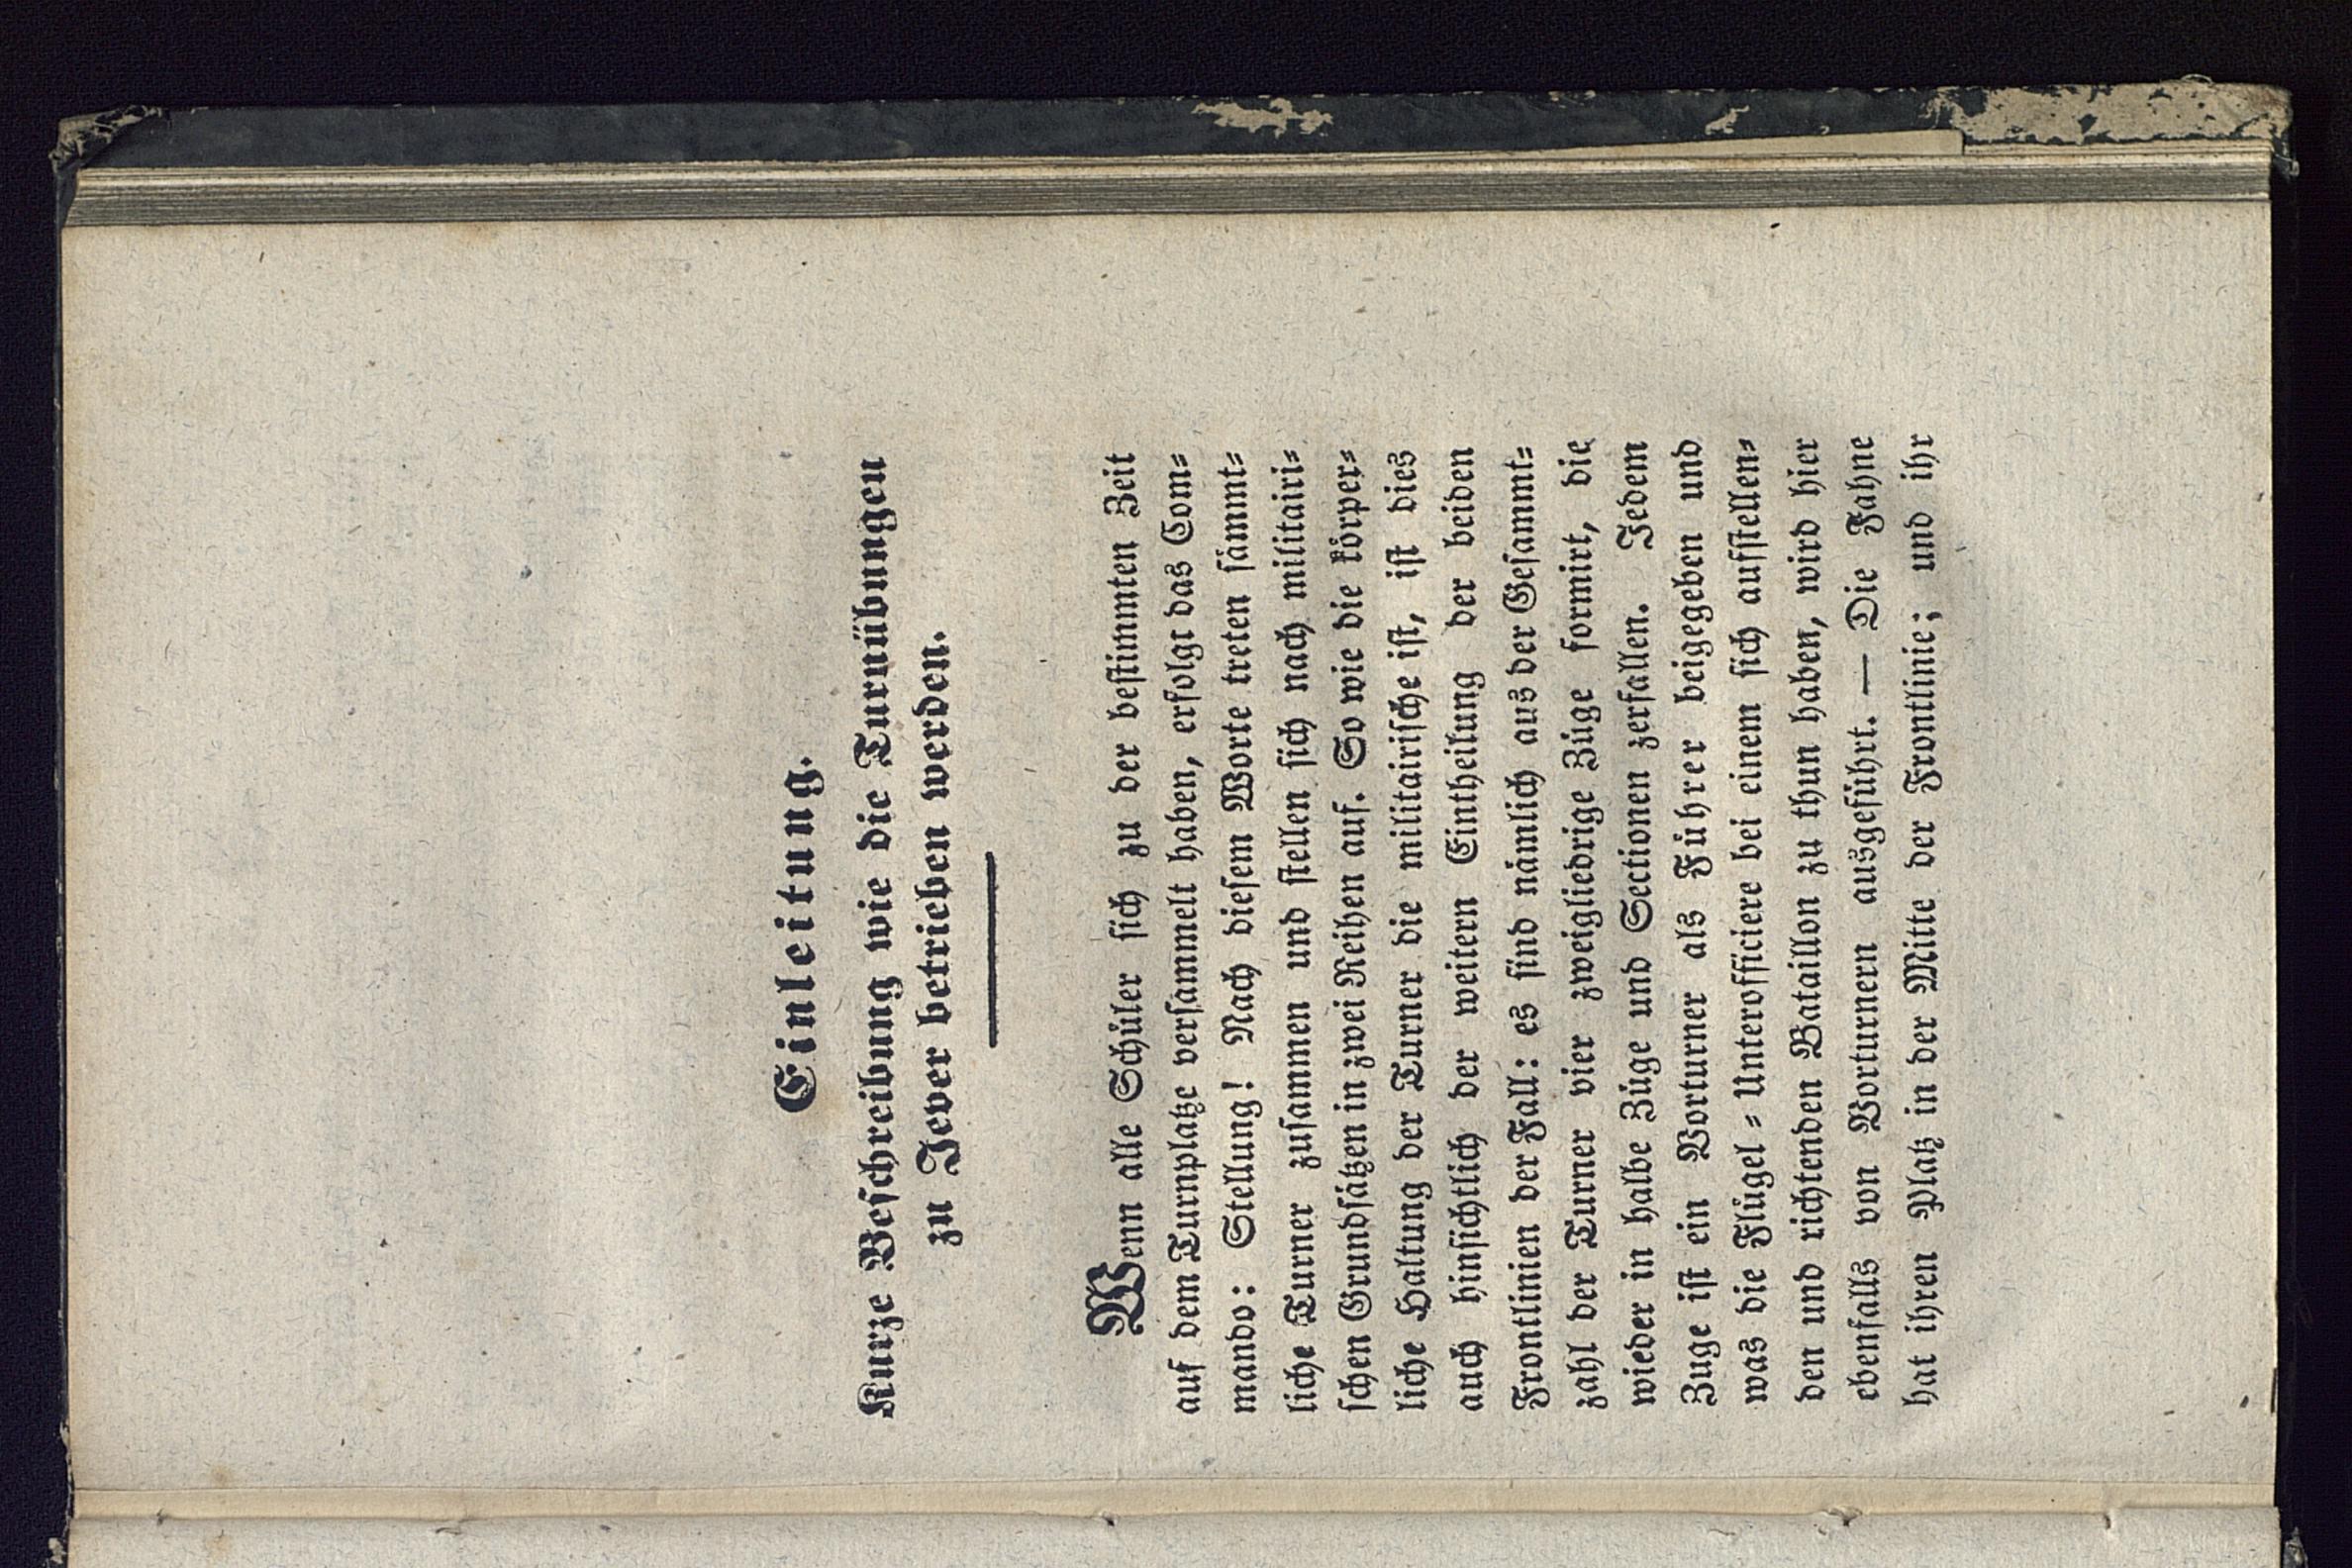 Einleitung.
Kurze Beschreibung wie die Turnübungen
zu Jever betrieben werden.
Wenn alle Schüler sich zu der bestimmten Zeit
auf dem Turnplatze versammelt haben, erfolgt das Com⸗
mando: Stellung! Nach diesem Worte treten sämmt⸗
liche Turner zusammen und stellen sich nach militairi⸗
schen Grundsätzen in zwei Reihen auf. So wie die körper⸗
liche Haltung der Turner die militairische ist, ist dies
auch hinsichtlich der weitern Eintheilung der beiden
Frontlinien der Fall: es sind nämlich aus der Gesammt⸗
zahl der Turner vier zweigliedrige Züge formirt, die
wieder in halbe Züge und Sectionen zerfallen. Jedem
Zuge ist ein Vorturner als Führer beigegeben und
was die Flügel⸗Unterofficiere bei einem sich aufstellen⸗
den und richtenden Bataillon zu thun haben, wird hier
ebenfalls von Vorturnern ausgeführt. — Die Fahne
hat ihren Platz in der Mitte der Frontlinie; und ihr